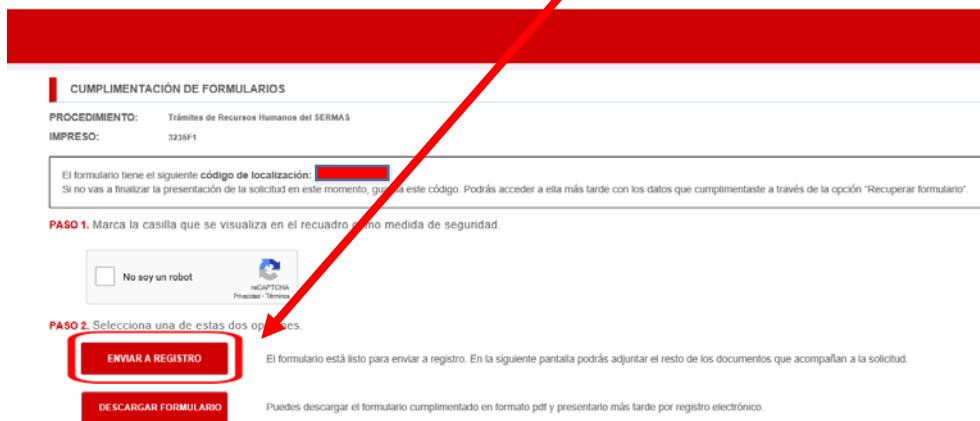 CUMPLIMENTACIÓN DE FORMULARIOS
PROCEDIMIENTO: Trámites de Recursos Humanos del SERMAS
IMPRESO: 3235F1
El formulario tiene el siguiente código de localización:
Si no vas a finalizar la presentación de la solicitud en este momento, este código. Podrás acceder a ella más tarde con los datos que cumplimentaste a través de la opción "Recuperar formulario".
PASO 1. Marca la casilla que se visualiza en el recuadro como medida de seguridad.
No soy un robot
reCAPTCHA
Privacidad - Términos
PASO 2. Selecciona una de estas dos opciones.
ENVIAR A REGISTRO
El formulario está listo para enviar a registro. En la siguiente pantalla podrás adjuntar el resto de los documentos que acompañan a la solicitud.
DESCARGAR FORMULARIO
Puedes descargar el formulario cumplimentado en formato pdf y presentarlo más tarde por registro electrónico.